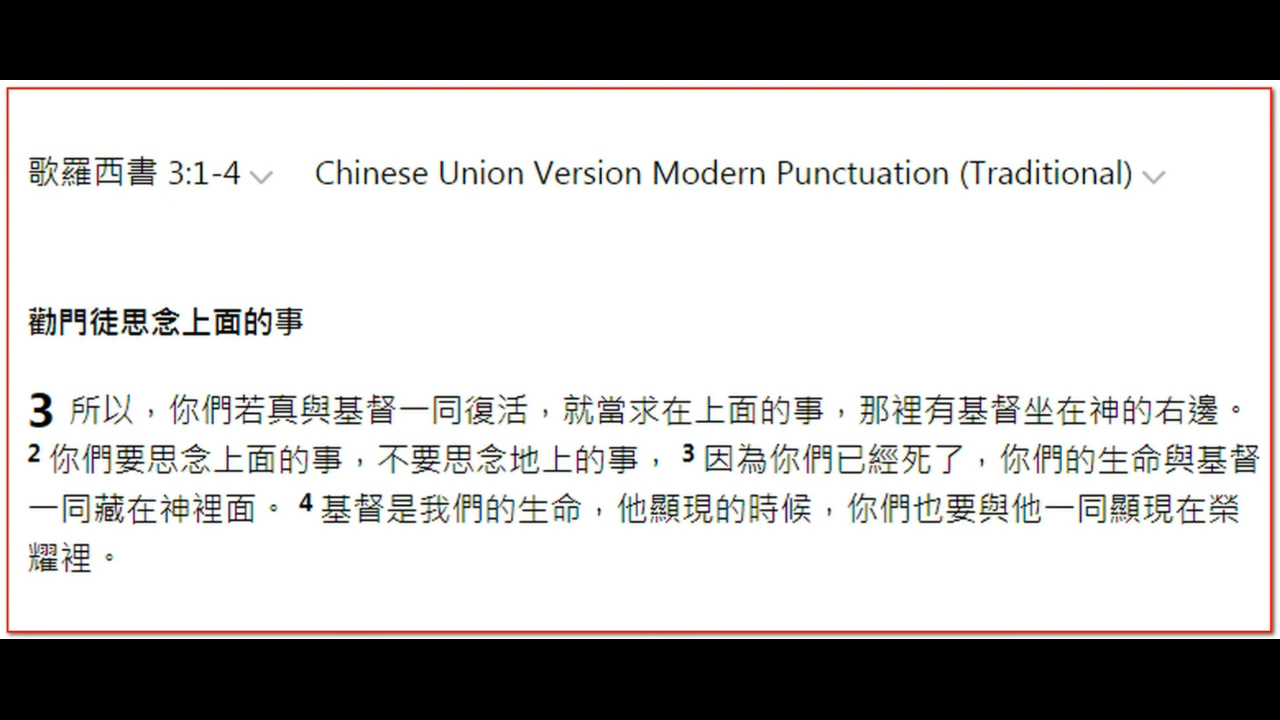 歌羅西書 3:1-4 Chinese Union Version Modern Punctuation (Traditional)
勸門徒思念上面的事
3 所以，你們若真與基督一同復活，就當求在上面的事，那裡有基督坐在神的右邊。
2 你們要思念上面的事，不要思念地上的事， 3 因為你們已經死了，你們的生命與基督
一同藏在神裡面。 4 基督是我們的生命，他顯現的時候，你們也要與他一同顯現在榮
耀裡。